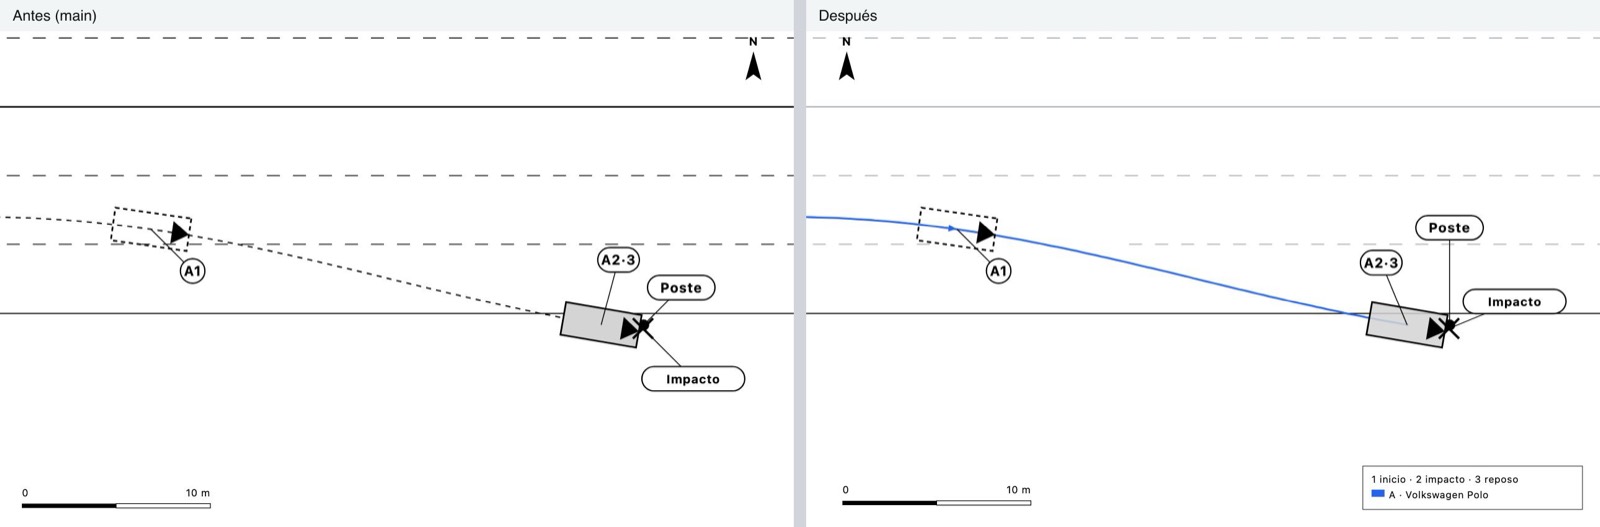 Antes (main)
N
A1
A2·3
Poste
Impacto
0
10 m
Después
N
A1
Poste
A2·3
Impacto
0
10 m
1 inicio · 2 impacto · 3 reposo
A · Volkswagen Polo